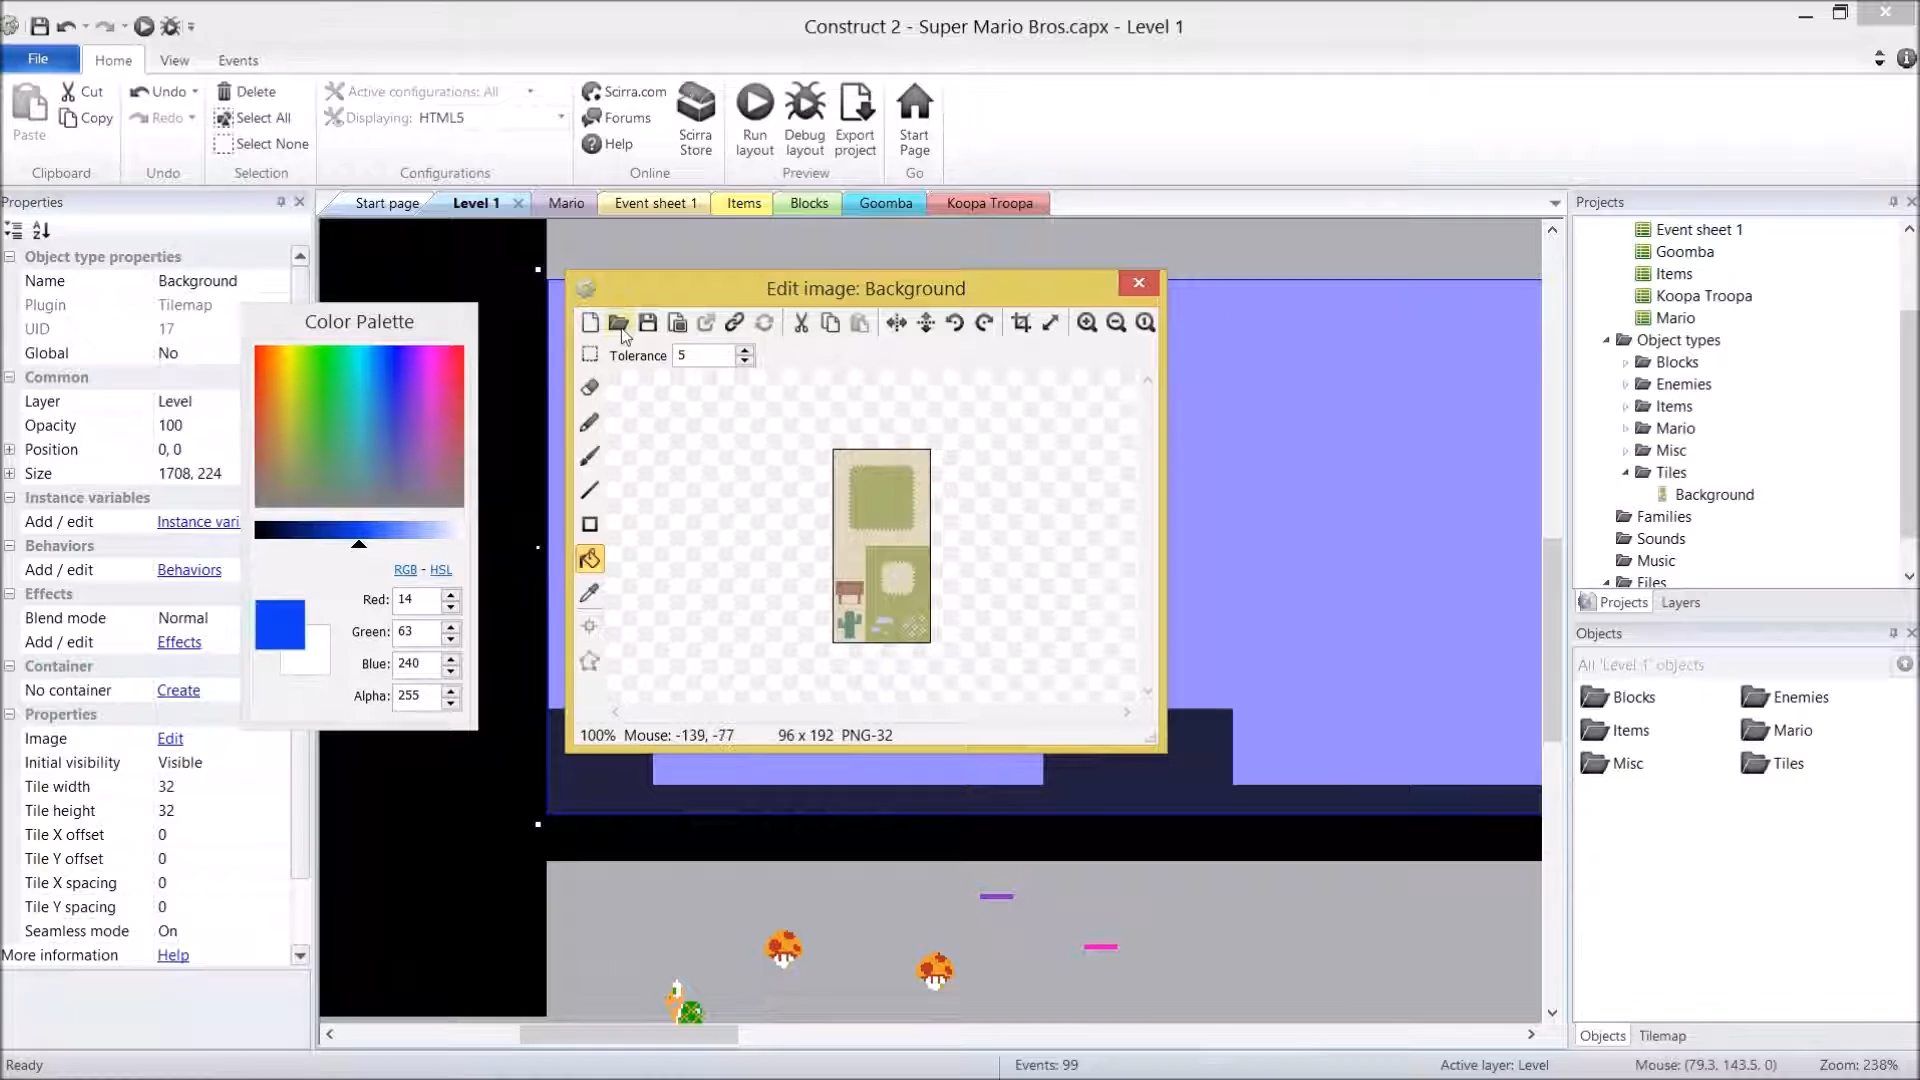 Construct 2 - Super Mario Bros.capx - Level 1
File Home View Events
Cut Undo Delete Active configurations: All Scirra.com
Copy Redo Select All Displaying: HTML5 Forums
Paste Select None Help Scirra Store Run layout Debug layout Export project Start Page
Clipboard Undo Selection Configurations Online Preview Go
Properties
Start page Level 1 Mario Event sheet 1 Items Blocks Goomba Koopa Troopa
Object type properties
Name Background
Plugin Tilemap
UID 17
Global No
Common
Layer Level
Opacity 100
Position 0, 0
Size 1708, 224
Instance variables
Add / edit Instance vari
Behaviors
Add / edit Behaviors
Effects
Blend mode Normal
Add / edit Effects
Container
No container Create
Properties
Image Edit
Initial visibility Visible
Tile width 32
Tile height 32
Tile X offset 0
Tile Y offset 0
Tile X spacing 0
Tile Y spacing 0
Seamless mode On
More information Help
Color Palette
RGB - HSL
Red: 14
Green: 63
Blue: 240
Alpha: 255
Edit image: Background
Tolerance 5
100% Mouse: -139, -77 96 x 192 PNG-32
Projects
Event sheet 1
Goomba
Items
Koopa Troopa
Mario
Object types
Blocks
Enemies
Items
Mario
Misc
Tiles
Background
Families
Sounds
Music
Files
Projects Layers
Objects
All 'Level 1' objects
Blocks Enemies
Items Mario
Misc Tiles
Objects Tilemap
Ready Events: 99 Active layer: Level Mouse: (79.3, 143.5, 0) Zoom: 238%